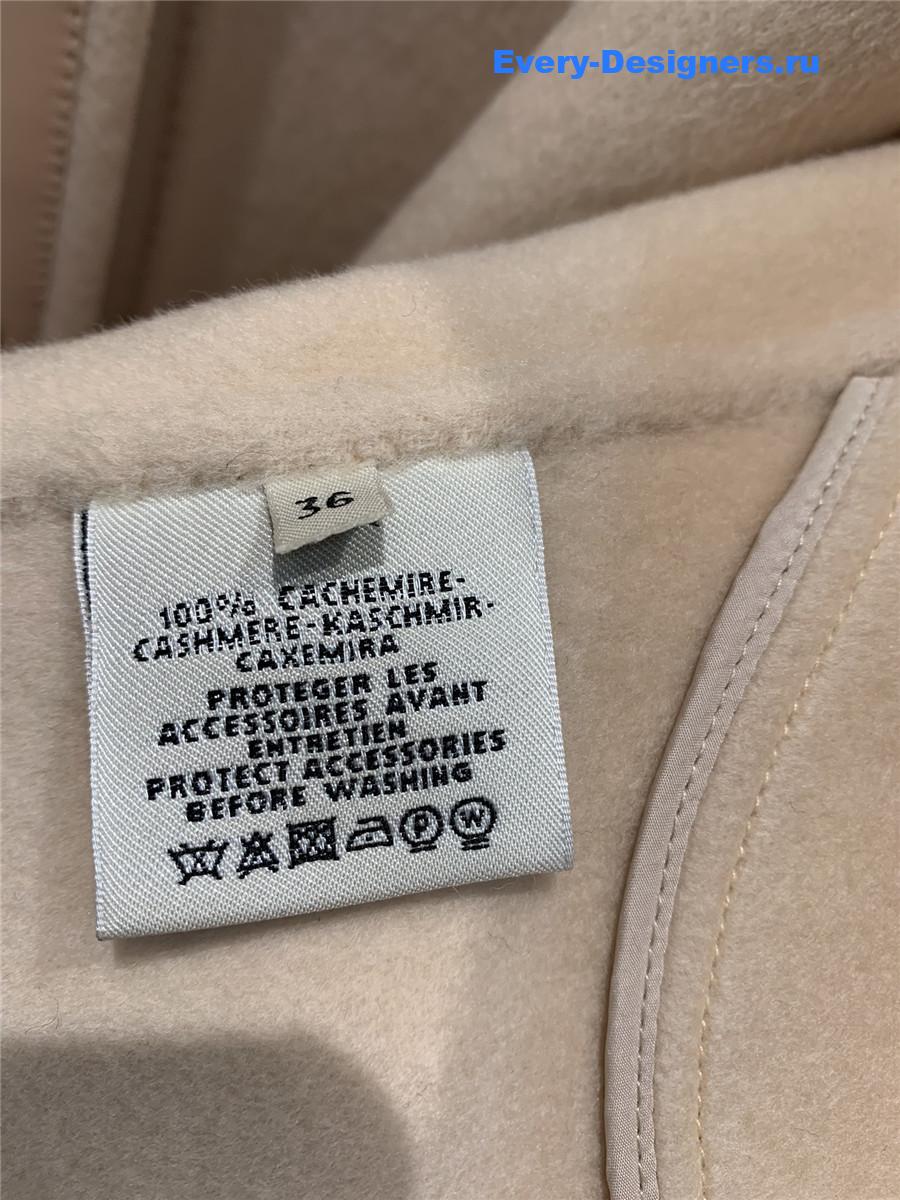 Every-Designers.ru
36
100% CACHEMIRE-
CASHMERE-KASCHMIR-
CAXEMIRA
PROTEGER LES
ACCESSOIRES AVANT
ENTRETIEN
PROTECT ACCESSORIES
BEFORE WASHING
P W